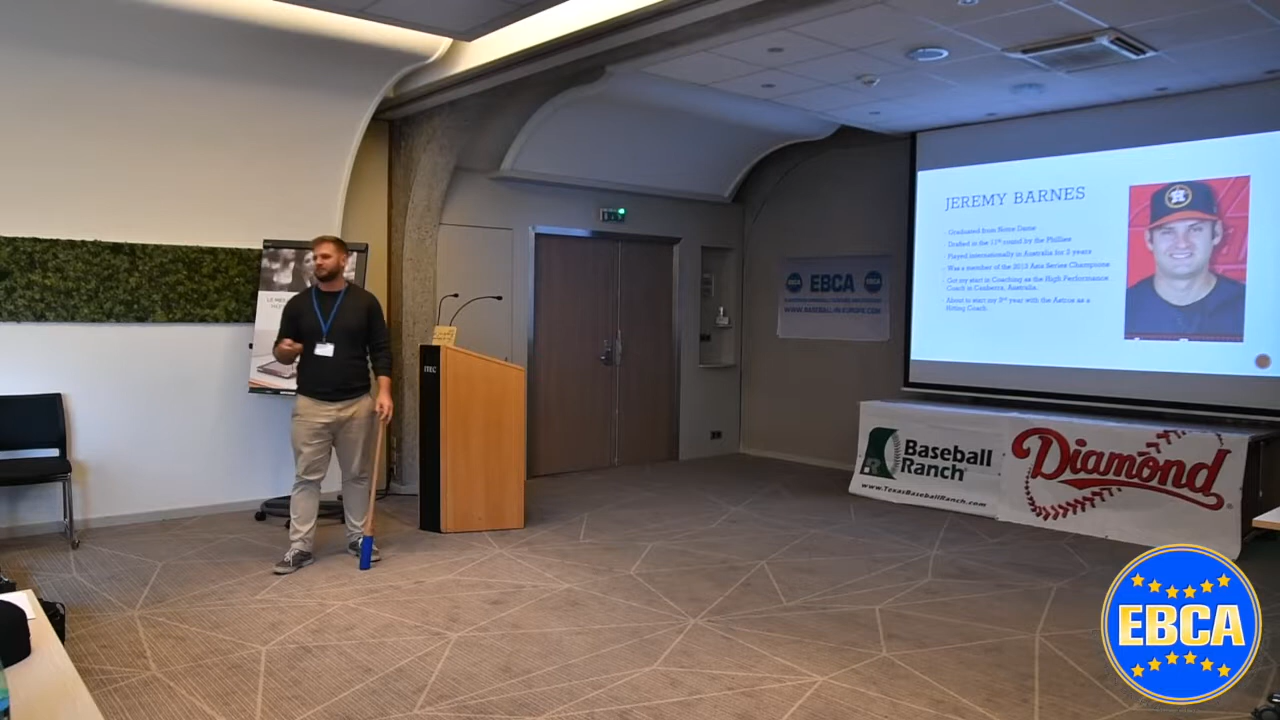 JEREMY BARNES
- Graduated from Notre Dame
- Drafted in the 11th round by the Phillies
- Played internationally in Australia for 2 years
- Was a member of the 2013 Asia Series Champions
- Got my start in Coaching as the High Performance
Coach in Canberra, Australia.
- About to start my 3rd year with the Astros as a
Hitting Coach.
EBCA
WWW.BASEBALL-IN-EUROPE.COM
Baseball
Ranch
www.TexasBaseballRanch.com
Diamond
EBCA